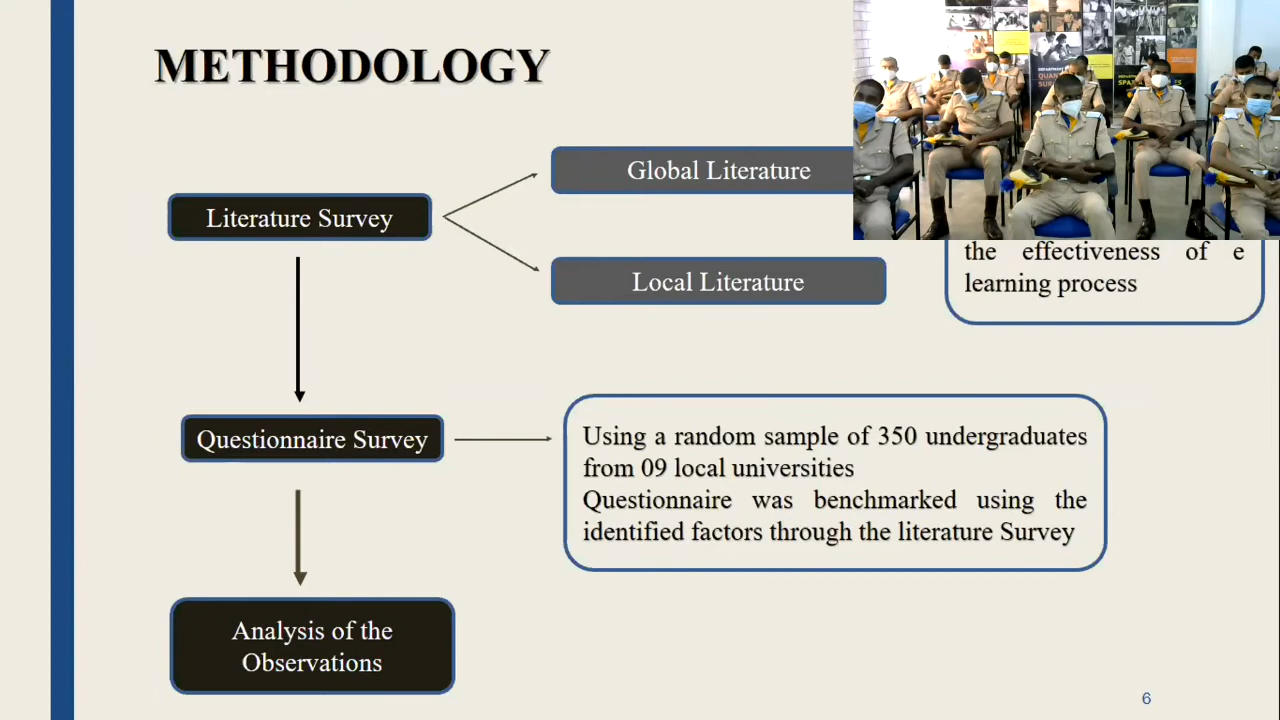 METHODOLOGY
Global Literature
Literature Survey
Local Literature
the effectiveness of e
learning process
Questionnaire Survey
Using a random sample of 350 undergraduates
from 09 local universities
Questionnaire was benchmarked using the
identified factors through the literature Survey
Analysis of the
Observations
6